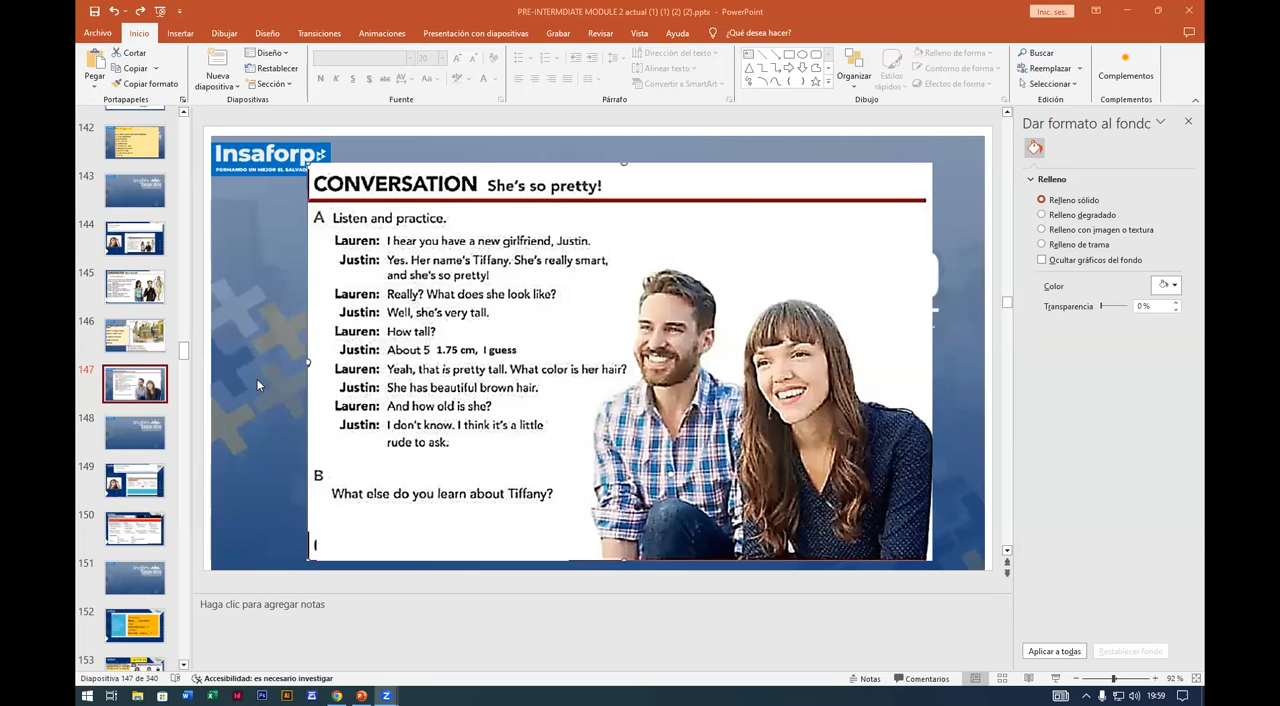 PRE-INTERMDIATE MODULE 2 actual (1) (1) (2) (2).pptx - PowerPoint
Inic. ses.
Archivo Inicio Insertar Dibujar Diseño Transiciones Animaciones Presentación con diapositivas Grabar Revisar Vista Ayuda ¿Qué desea hacer?
Pegar
Cortar
Copiar
Copiar formato
Portapapeles
Nueva
diapositiva
Diseño
Restablecer
Sección
Diapositivas
20
N K S S abc AV Aa A
Fuente
Dirección del texto
Alinear texto
Convertir a SmartArt
Párrafo
Organizar
Estilos
rápidos
Relleno de forma
Contorno de forma
Efectos de forma
Dibujo
Buscar
Reemplazar
Seleccionar
Edición
Complementos
Complementos
142
143
144
145
146
147
148
149
150
151
152
153
Insaforp
FORMANDO UN MEJOR EL SALVAD
CONVERSATION She's so pretty!
A Listen and practice.
Lauren: I hear you have a new girlfriend, Justin.
Justin: Yes. Her name's Tiffany. She's really smart,
and she's so pretty!
Lauren: Really? What does she look like?
Justin: Well, she's very tall.
Lauren: How tall?
Justin: About 5 1.75 cm, I guess
Lauren: Yeah, that is pretty tall. What color is her hair?
Justin: She has beautiful brown hair.
Lauren: And how old is she?
Justin: I don't know. I think it's a little
rude to ask.
B
What else do you learn about Tiffany?
Haga clic para agregar notas
Dar formato al fondc
Relleno
Relleno sólido
Relleno degradado
Relleno con imagen o textura
Relleno de trama
Ocultar gráficos del fondo
Color
Transparencia 0 %
Aplicar a todas Restablecer fondo
Diapositiva 147 de 340 Accesibilidad: es necesario investigar Notas Comentarios 92 %
19:59